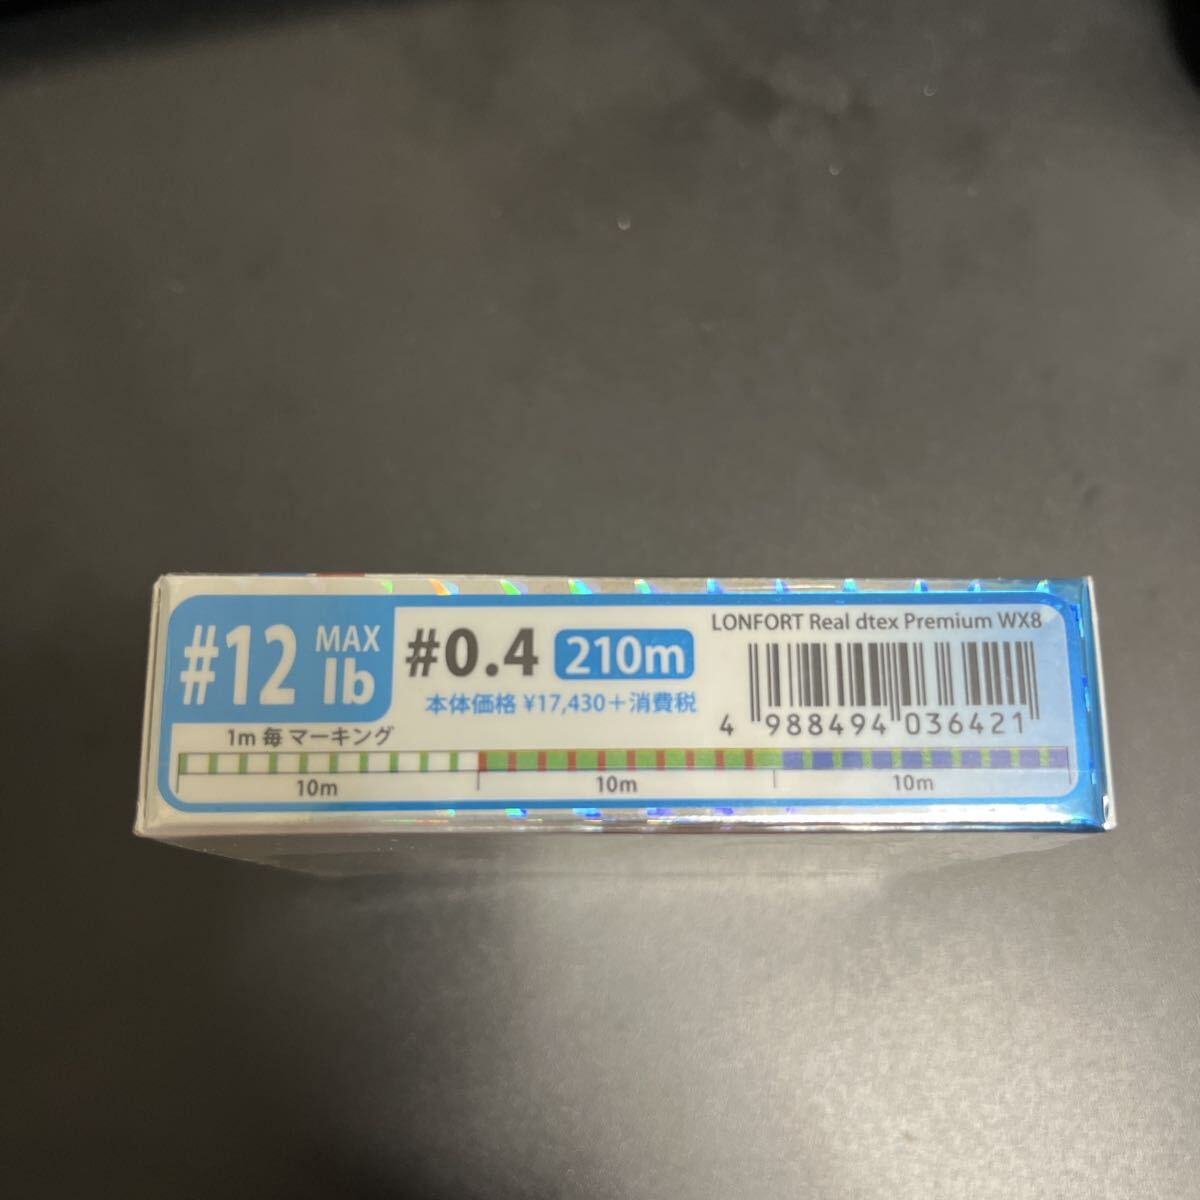 #12 MAX lb
#0.4 210m
本体価格 ¥17,430+消費税
LONFORT Real dtex Premium WX8
4 988494 036421
1m 毎 マーキング
10m 10m 10m